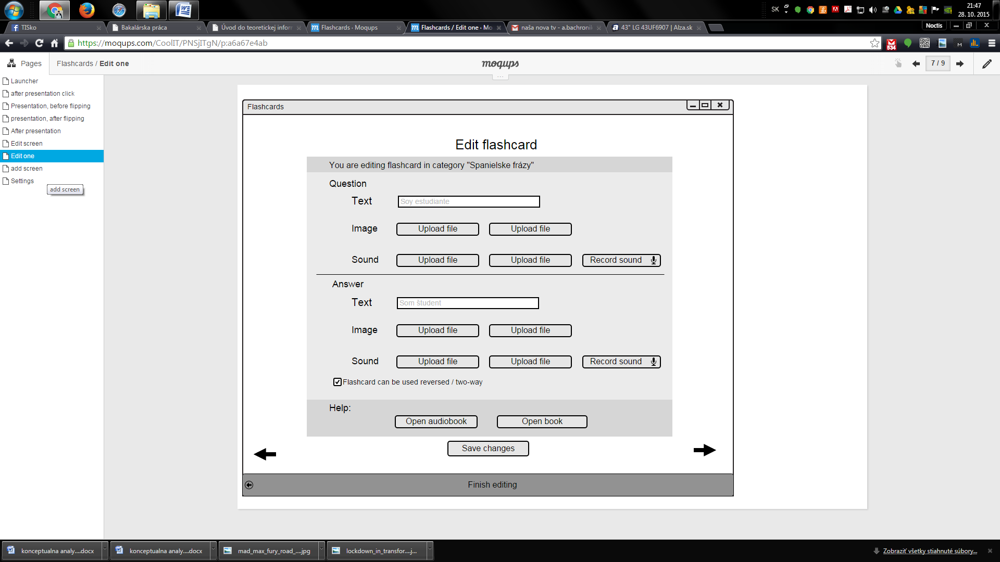 SK
21:47
28. 10. 2015
TISko
Bakalárska práca
Úvod do teoretickej inforr
Flashcards · Moqups
Flashcards / Edit one · Mo
naša nova tv - a.bachronik
43" LG 43UF6907 | Alza.sk
Noctis
https://moqups.com/CoolIT/PNSjITgN/p:a6a67e4ab
534
M
Pages
Flashcards / Edit one
moqups
7 / 9
Launcher
after presentation click
Presentation, before flipping
presentation, after flipping
After presentation
Edit screen
Edit one
add screen
Settings
add screen
Flashcards
Edit flashcard
You are editing flashcard in category "Spanielske frázy"
Question
Text
Soy estudiante
Image
Upload file
Upload file
Sound
Upload file
Upload file
Record sound
Answer
Text
Som študent
Image
Upload file
Upload file
Sound
Upload file
Upload file
Record sound
Flashcard can be used reversed / two-way
Help:
Open audiobook
Open book
Save changes
Finish editing
konceptualna analy....docx
konceptualna analy....docx
mad_max_fury_road_....jpg
lockdown_in_transfor....j...
Zobraziť všetky stiahnuté súbory...